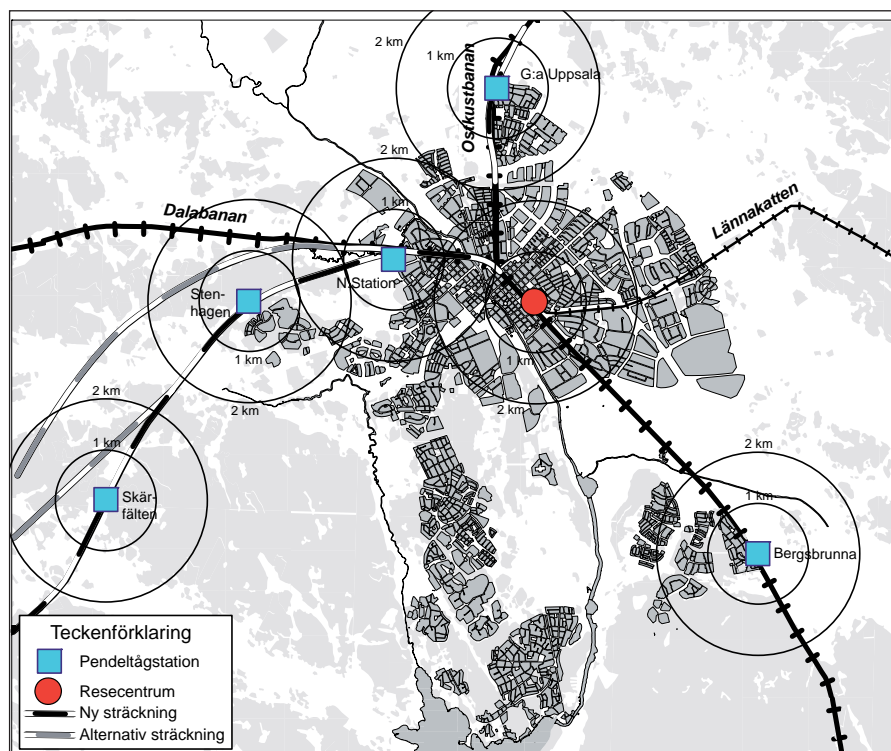 2 km
1 km
G:a Uppsala
Ostkustbanan
2 km
1 km
Dalabanan
Lännakatten
N.Station
Sten-
hagen
1 km
2 km
1 km
2 km
2 km
1 km
Skär-
fälten
2 km
1 km
Bergsbrunna
Teckenförklaring
Pendeltågstation
Resecentrum
Ny sträckning
Alternativ sträckning